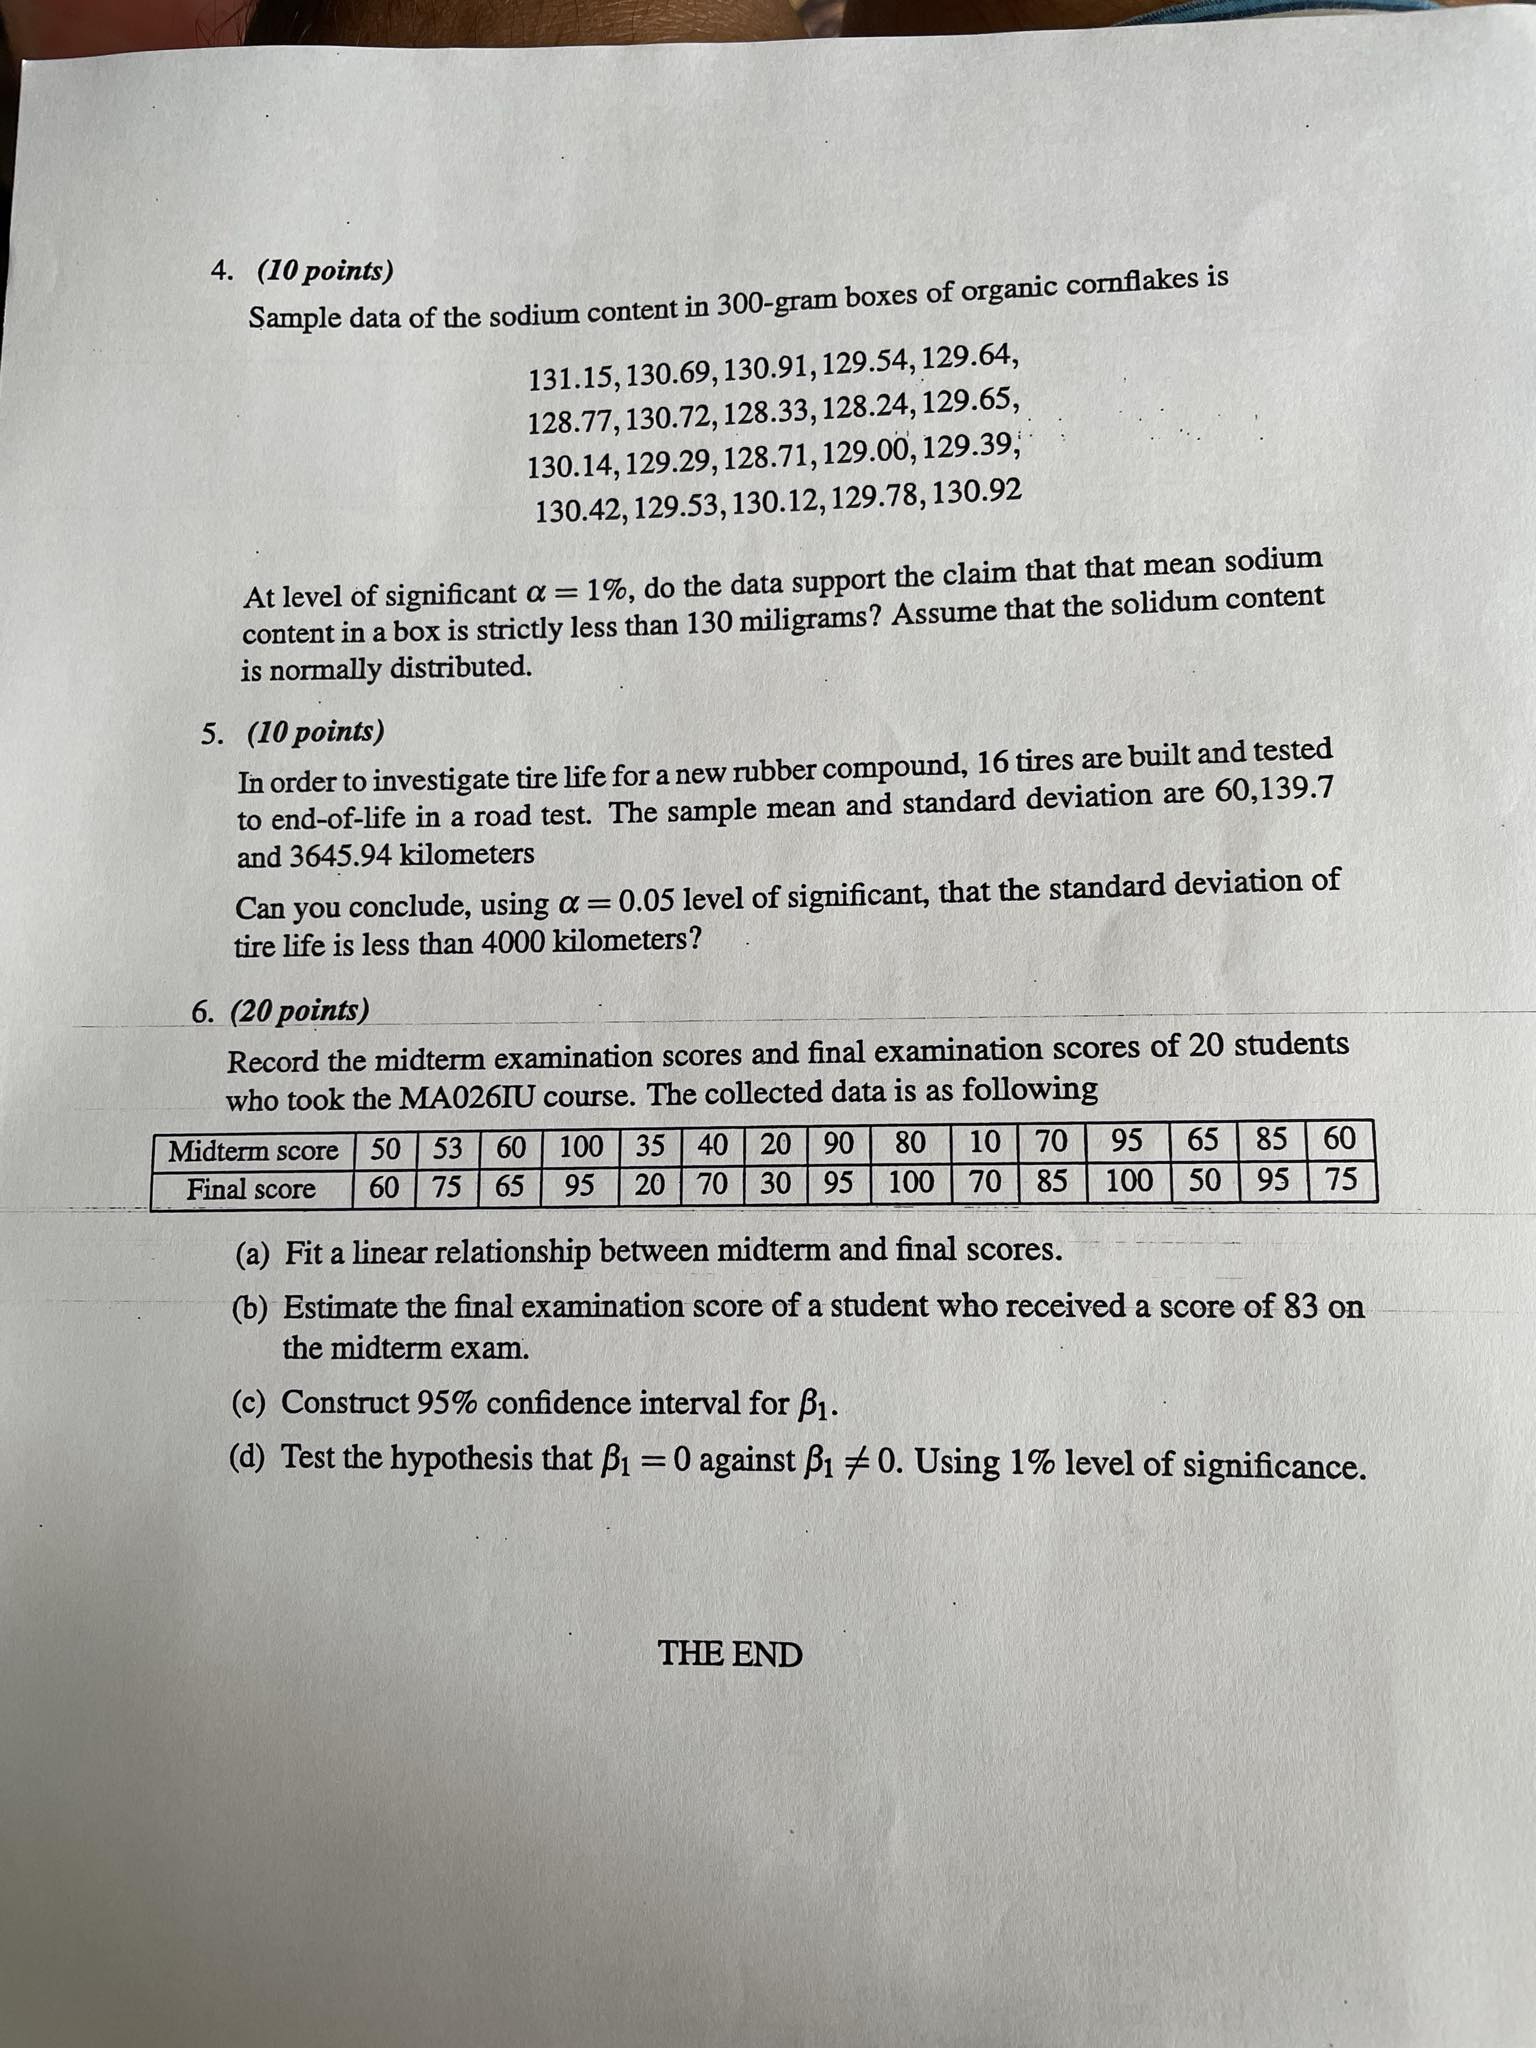 4. (10 points)
Sample data of the sodium content in 300-gram boxes of organic cornflakes is
131.15, 130.69, 130.91, 129.54, 129.64,
128.77, 130.72, 128.33, 128.24, 129.65,
130.14, 129.29, 128.71, 129.00, 129.39,
130.42, 129.53, 130.12, 129.78, 130.92
At level of significant α = 1%, do the data support the claim that that mean sodium
content in a box is strictly less than 130 miligrams? Assume that the solidum content
is normally distributed.
5. (10 points)
In order to investigate tire life for a new rubber compound, 16 tires are built and tested
to end-of-life in a road test. The sample mean and standard deviation are 60,139.7
and 3645.94 kilometers
Can you conclude, using α = 0.05 level of significant, that the standard deviation of
tire life is less than 4000 kilometers?
6. (20 points)
Record the midterm examination scores and final examination scores of 20 students
who took the MA026IU course. The collected data is as following
Midterm score 50 53 60 100 35 40 20 90 80 10 70 95 65 85 60
Final score 60 75 65 95 20 70 30 95 100 70 85 100 50 95 75
(a) Fit a linear relationship between midterm and final scores.
(b) Estimate the final examination score of a student who received a score of 83 on
the midterm exam.
(c) Construct 95% confidence interval for β₁.
(d) Test the hypothesis that β₁ = 0 against β₁ ≠ 0. Using 1% level of significance.
THE END